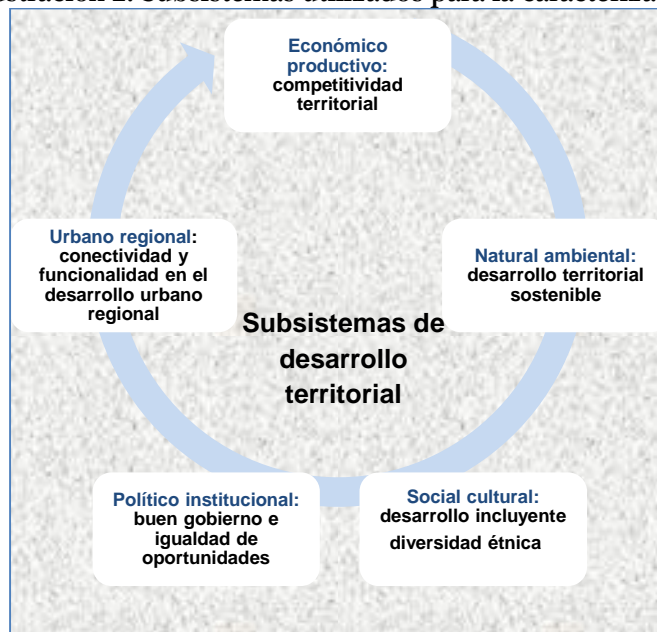 Económico
productivo:
competitividad
territorial
Natural ambiental:
desarrollo territorial
sostenible
Social cultural:
desarrollo incluyente
diversidad étnica
Político institucional:
buen gobierno e
igualdad de
oportunidades
Urbano regional:
conectividad y
funcionalidad en el
desarrollo urbano
regional
Subsistemas de
desarrollo
territorial